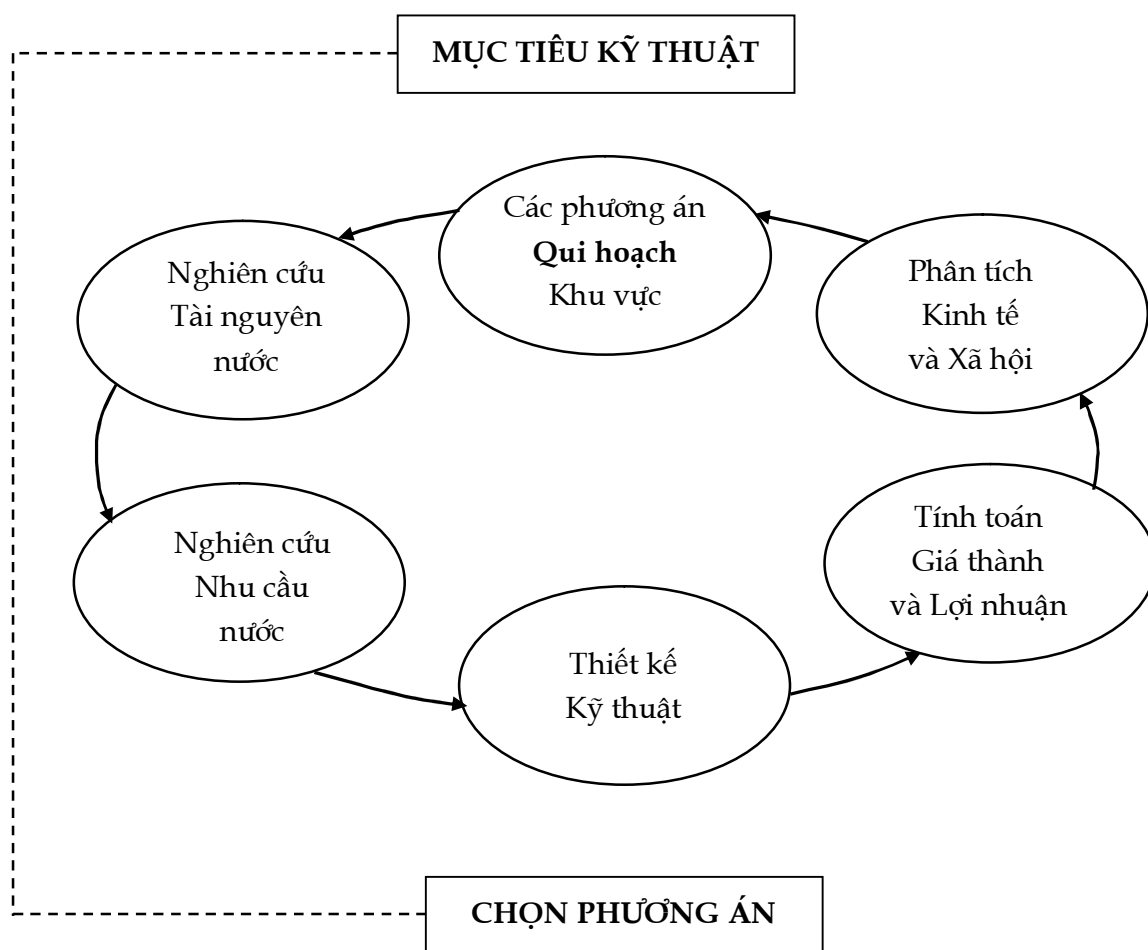 MỤC TIÊU KỸ THUẬT
Các phương án
Qui hoạch
Khu vực
Nghiên cứu
Tài nguyên
nước
Phân tích
Kinh tế
và Xã hội
Nghiên cứu
Nhu cầu
nước
Tính toán
Giá thành
và Lợi nhuận
Thiết kế
Kỹ thuật
CHỌN PHƯƠNG ÁN